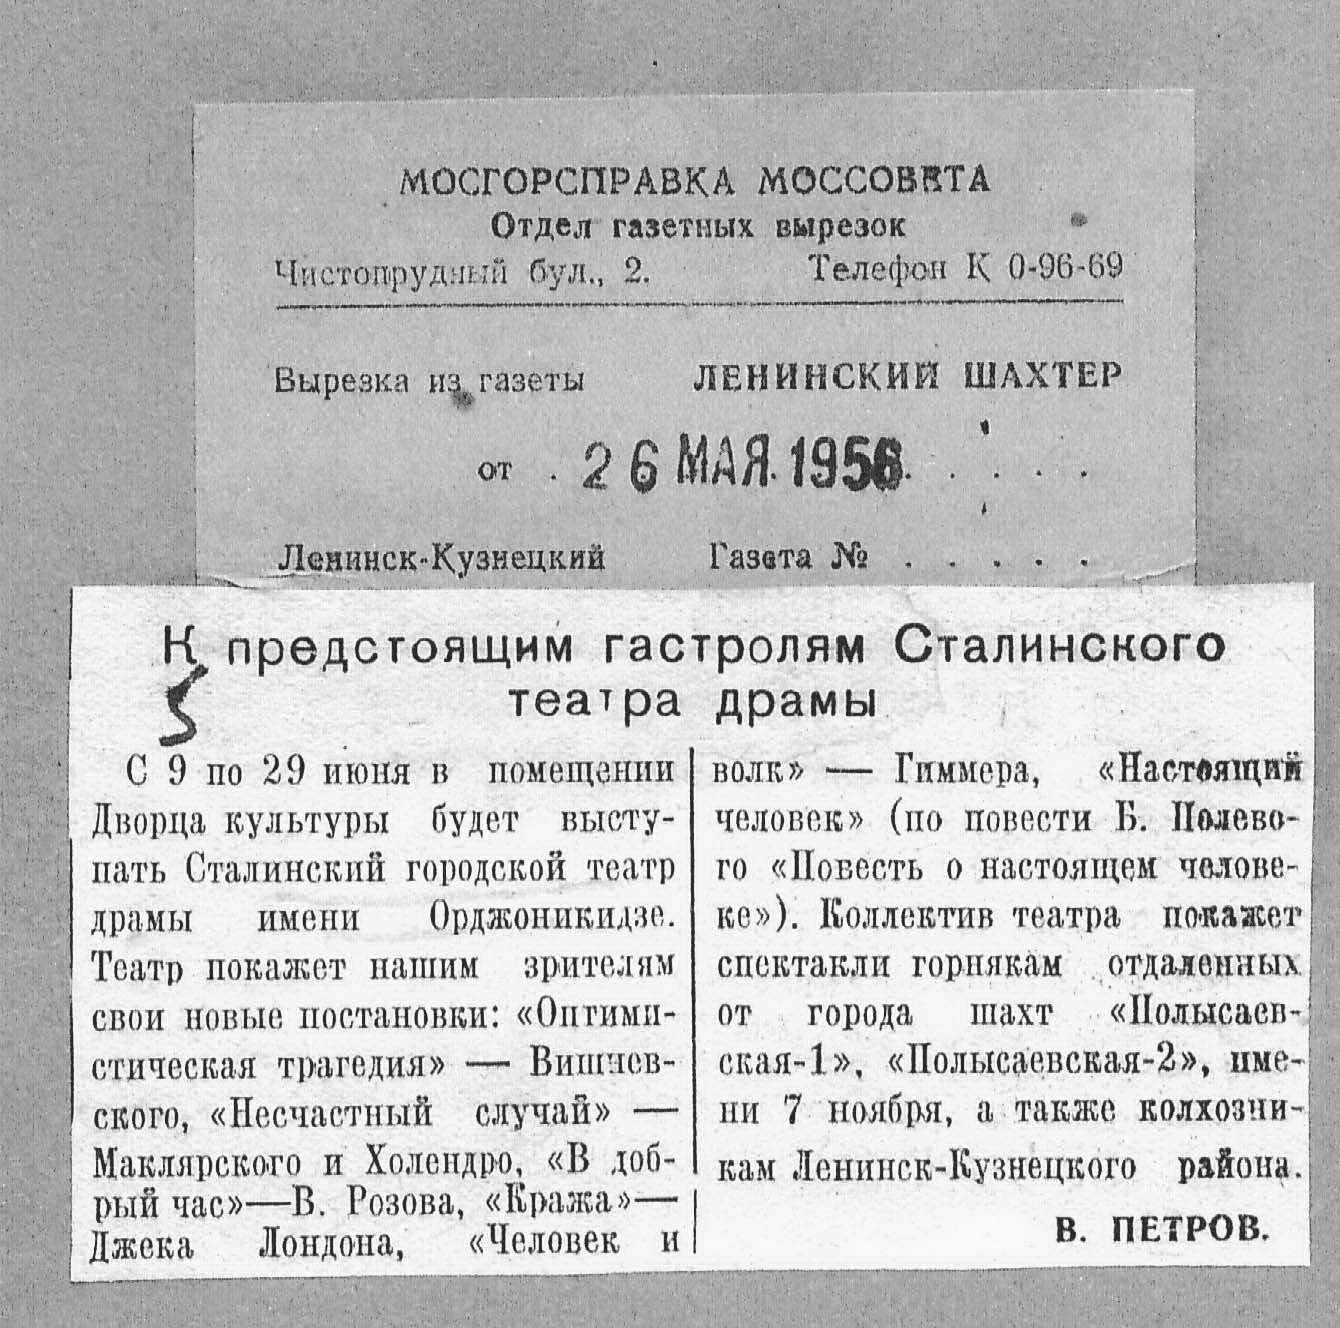 МОСГОРСПРАВКА МОССОВЕТА
Отдел газетных вырезок
Чистопрудный бул., 2. Телефон К 0-96-69
Вырезка из газеты ЛЕНИНСКИЙ ШАХТЕР
от . 26 МАЯ. 1956. . . . .
Ленинск-Кузнецкий Газета № . . . . .
К предстоящим гастролям Сталинского
театра драмы
5
С 9 по 29 июня в помещении
Дворца культуры будет высту-
пать Сталинский городской театр
драмы имени Орджоникидзе.
Театр покажет нашим зрителям
свои новые постановки: «Оптими-
стическая трагедия» — Вишнев-
ского, «Несчастный случай» —
Маклярского и Холендро, «В доб-
рый час»—В. Розова, «Кража»—
Джека Лондона, «Человек и
волк» — Гиммера, «Настоящий
человек» (по повести Б. Полево-
го «Повесть о настоящем челове-
ке»). Коллектив театра покажет
спектакли горнякам отдаленных
от города шахт «Полысаев-
ская-1», «Полысаевская-2», име-
ни 7 ноября, а также колхозни-
кам Ленинск-Кузнецкого района.
В. ПЕТРОВ.